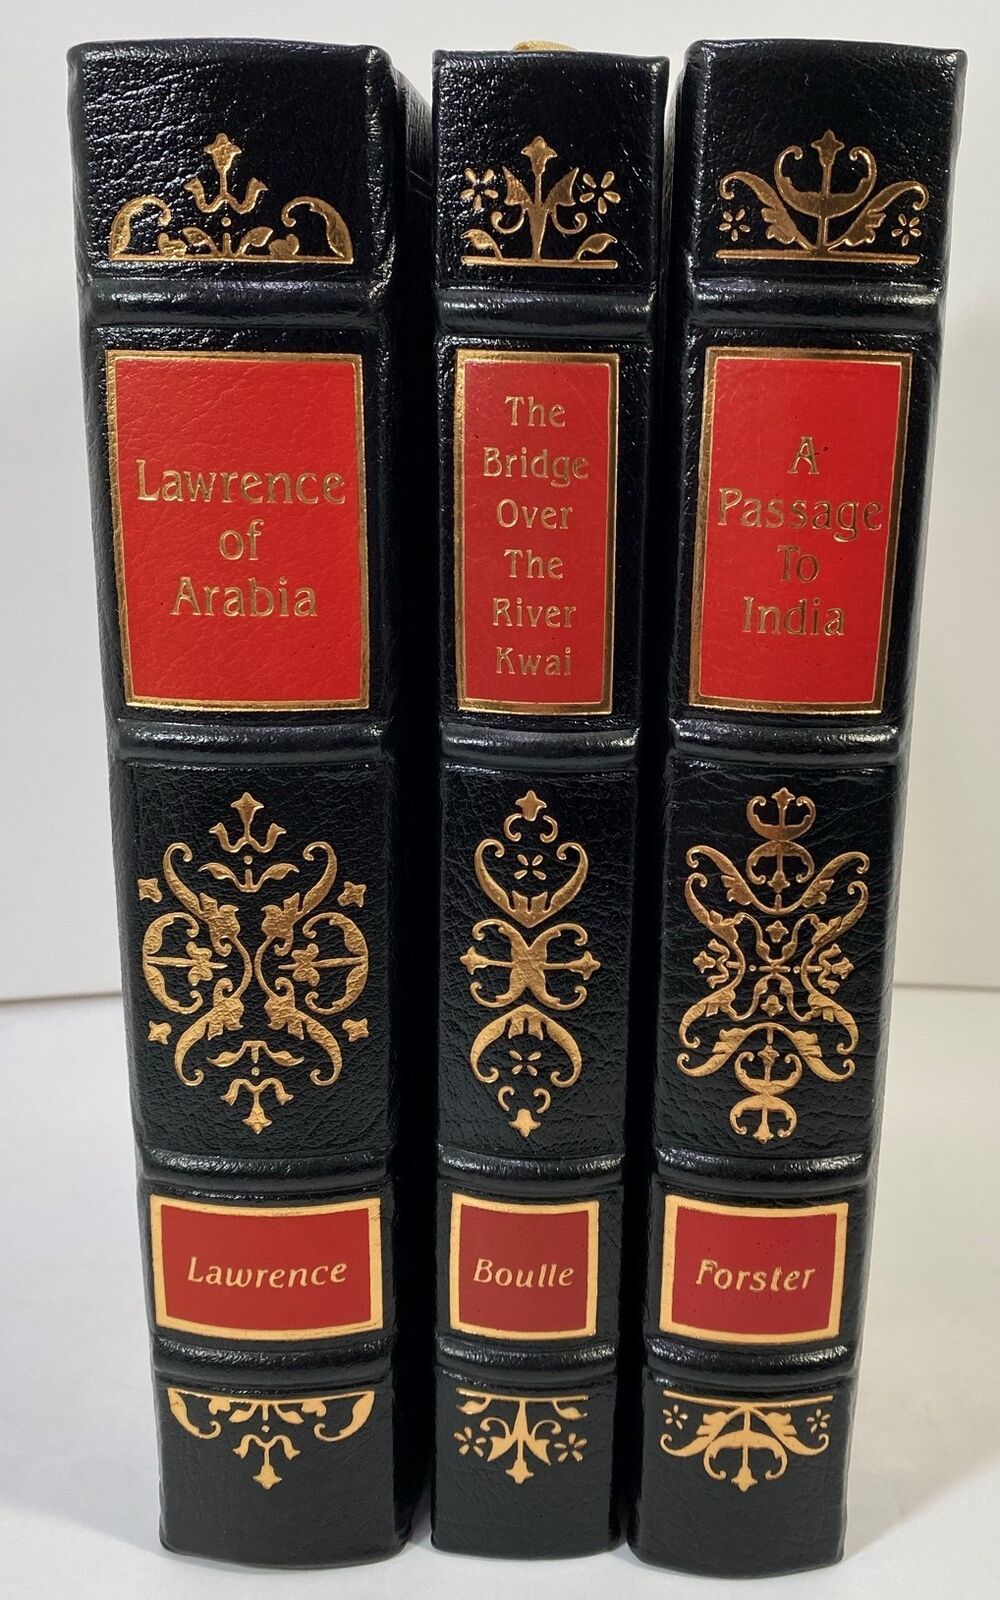 Lawrence
of
Arabia
Lawrence
The
Bridge
Over
The
River
Kwai
Boulle
A
Passage
To
India
Forster